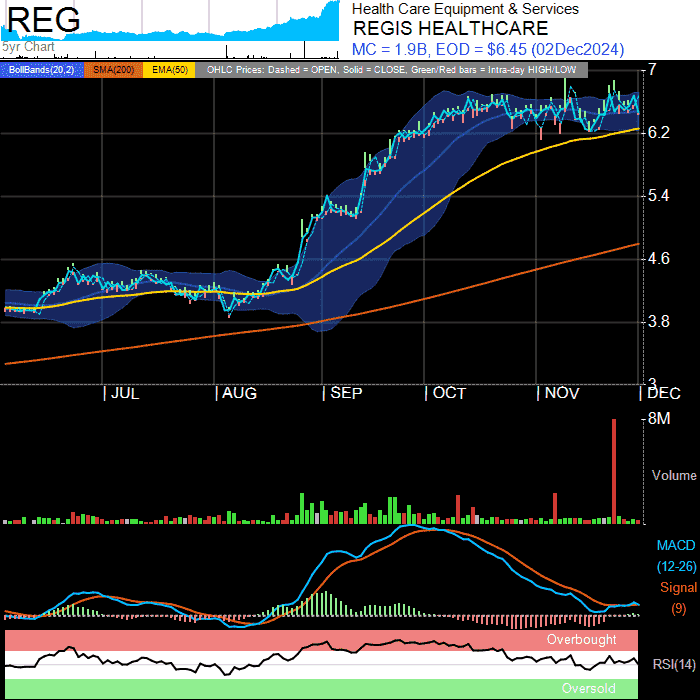 REG
5yr Chart
Health Care Equipment & Services
REGIS HEALTHCARE
MC = 1.9B, EOD = $6.45 (02Dec2024)
BollBands(20,2) SMA(200) EMA(50) OHLC Prices: Dashed = OPEN, Solid = CLOSE, Green/Red bars = Intra-day HIGH/LOW
7
6.2
5.4
4.6
3.8
3
JUL AUG SEP OCT NOV DEC
8M
Volume
MACD
(12-26)
Signal
(9)
Overbought
RSI(14)
Oversold